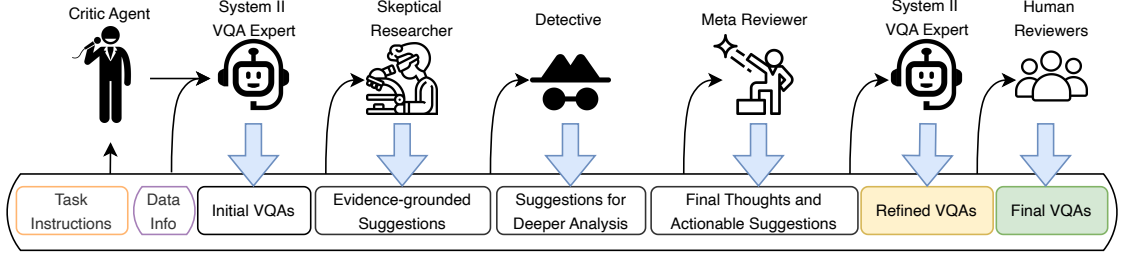 Critic Agent
System II
VQA Expert
Skeptical
Researcher
Detective
Meta Reviewer
System II
VQA Expert
Human
Reviewers
Task
Instructions
Data
Info
Initial VQAs
Evidence-grounded
Suggestions
Suggestions for
Deeper Analysis
Final Thoughts and
Actionable Suggestions
Refined VQAs
Final VQAs